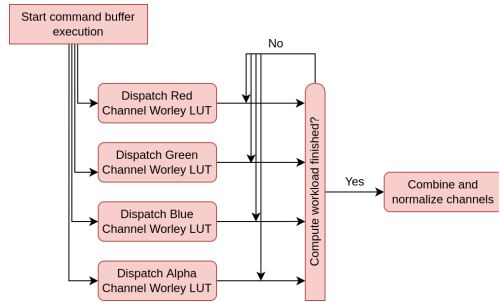 Start command buffer
execution
No
Dispatch Red
Channel Worley LUT
Dispatch Green
Channel Worley LUT
Dispatch Blue
Channel Worley LUT
Dispatch Alpha
Channel Worley LUT
Compute workload finished?
Yes
Combine and
normalize channels